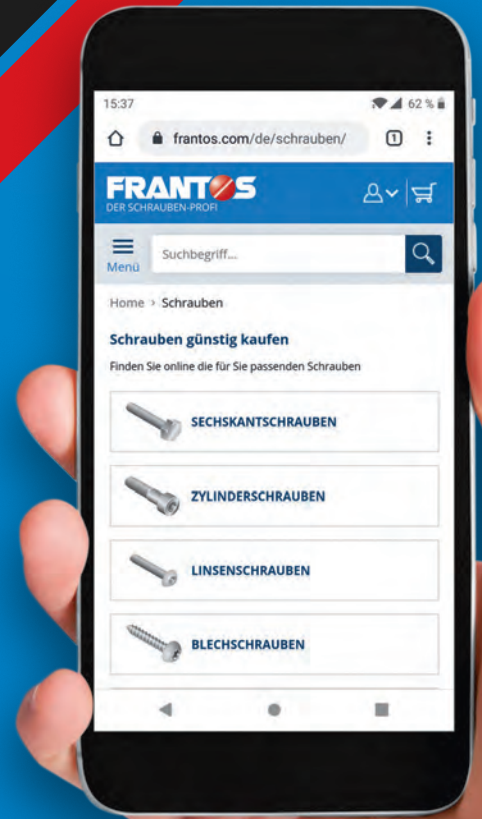 15:37
62 %
frantos.com/de/schrauben/
1
FRANTOS
DER SCHRAUBEN-PROFI
Menü
Suchbegriff...
Home > Schrauben
Schrauben günstig kaufen
Finden Sie online die für Sie passenden Schrauben
SECHSKANTSCHRAUBEN
ZYLINDERSCHRAUBEN
LINSENSCHRAUBEN
BLECHSCHRAUBEN